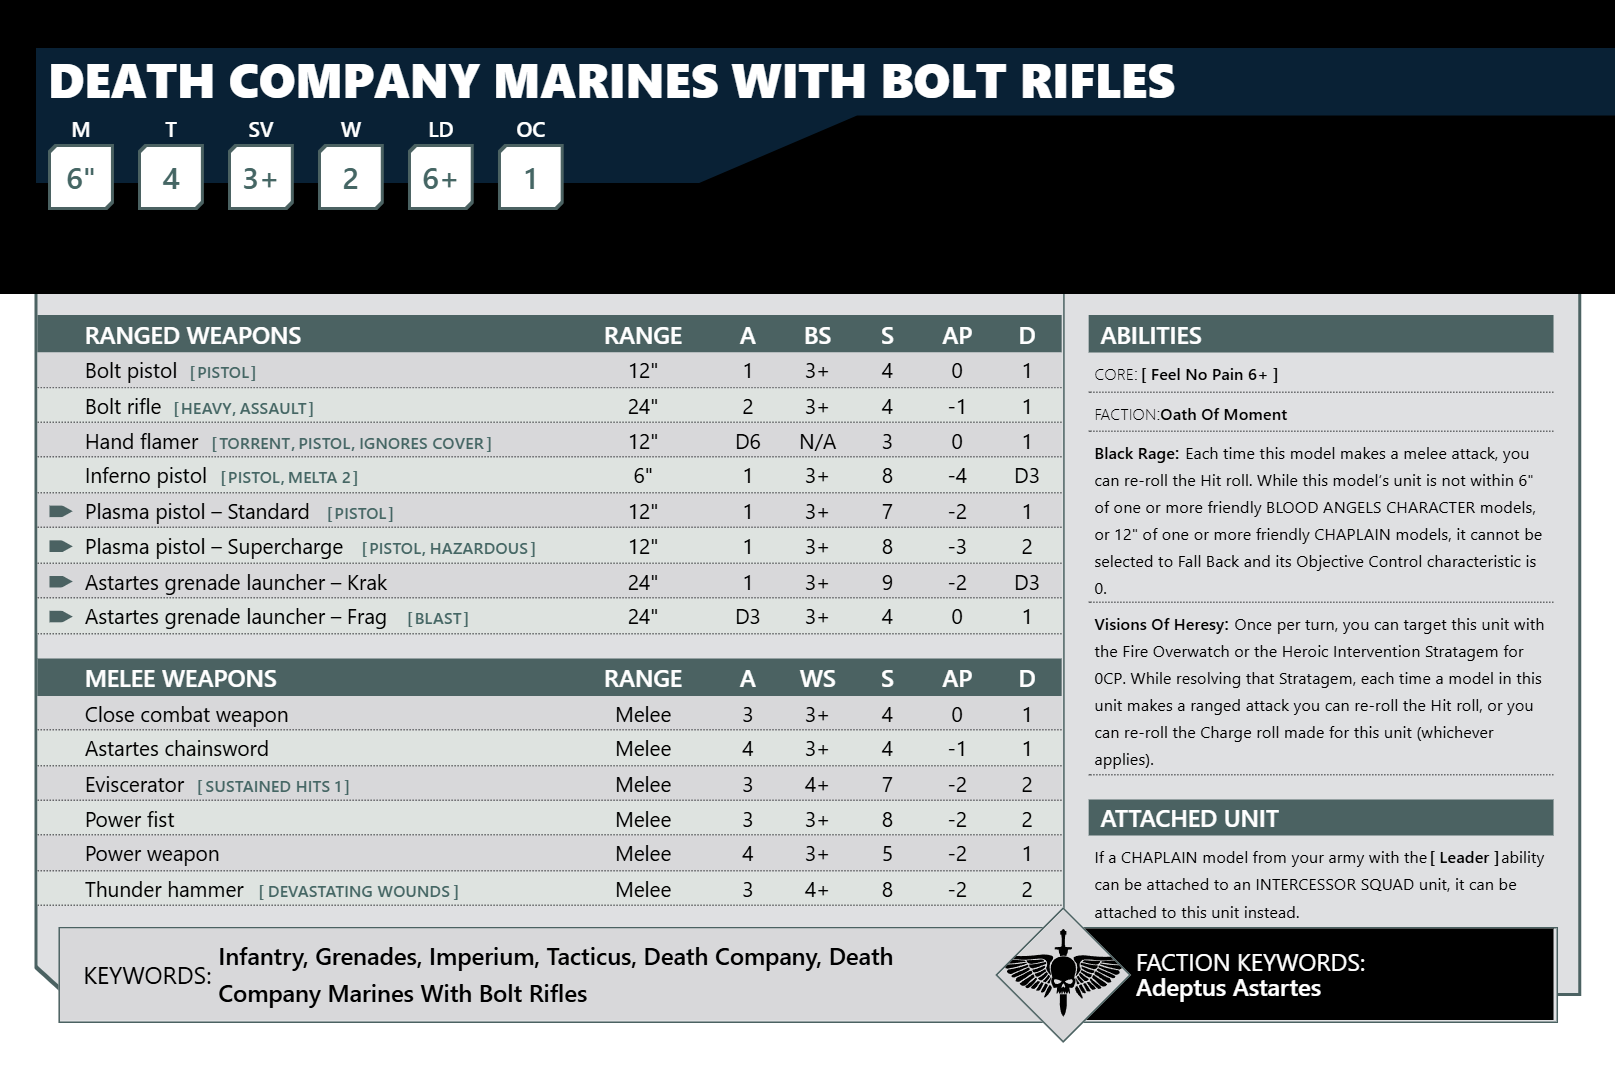 DEATH COMPANY MARINES WITH BOLT RIFLES
M T SV W LD OC
6" 4 3+ 2 6+ 1
RANGED WEAPONS RANGE A BS S AP D
Bolt pistol [PISTOL] 12" 1 3+ 4 0 1
Bolt rifle [HEAVY, ASSAULT] 24" 2 3+ 4 -1 1
Hand flamer [TORRENT, PISTOL, IGNORES COVER] 12" D6 N/A 3 0 1
Inferno pistol [PISTOL, MELTA 2] 6" 1 3+ 8 -4 D3
Plasma pistol – Standard [PISTOL] 12" 1 3+ 7 -2 1
Plasma pistol – Supercharge [PISTOL, HAZARDOUS] 12" 1 3+ 8 -3 2
Astartes grenade launcher – Krak 24" 1 3+ 9 -2 D3
Astartes grenade launcher – Frag [BLAST] 24" D3 3+ 4 0 1
MELEE WEAPONS RANGE A WS S AP D
Close combat weapon Melee 3 3+ 4 0 1
Astartes chainsword Melee 4 3+ 4 -1 1
Eviscerator [SUSTAINED HITS 1] Melee 3 4+ 7 -2 2
Power fist Melee 3 3+ 8 -2 2
Power weapon Melee 4 3+ 5 -2 1
Thunder hammer [DEVASTATING WOUNDS] Melee 3 4+ 8 -2 2
ABILITIES
CORE: [ Feel No Pain 6+ ]
FACTION:Oath Of Moment
Black Rage: Each time this model makes a melee attack, you
can re-roll the Hit roll. While this model's unit is not within 6"
of one or more friendly BLOOD ANGELS CHARACTER models,
or 12" of one or more friendly CHAPLAIN models, it cannot be
selected to Fall Back and its Objective Control characteristic is
0.
Visions Of Heresy: Once per turn, you can target this unit with
the Fire Overwatch or the Heroic Intervention Stratagem for
0CP. While resolving that Stratagem, each time a model in this
unit makes a ranged attack you can re-roll the Hit roll, or you
can re-roll the Charge roll made for this unit (whichever
applies).
ATTACHED UNIT
If a CHAPLAIN model from your army with the [ Leader ] ability
can be attached to an INTERCESSOR SQUAD unit, it can be
attached to this unit instead.
KEYWORDS: Infantry, Grenades, Imperium, Tacticus, Death Company, Death
Company Marines With Bolt Rifles
FACTION KEYWORDS:
Adeptus Astartes